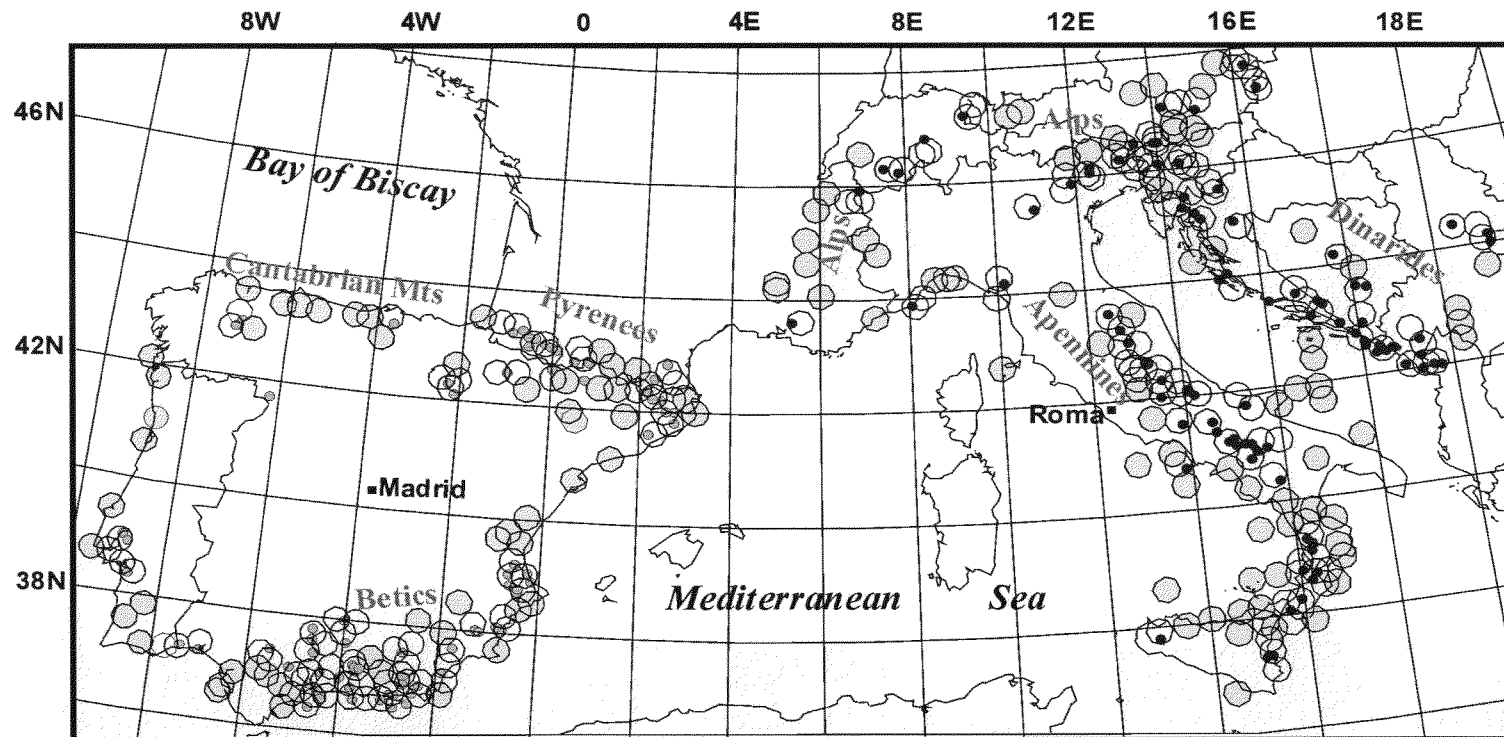 8W 4W 0 4E 8E 12E 16E 18E
46N
Alps
Bay of Biscay
Dinarides
Alps
Cantabrian Mts
Pyrenees
Apennines
42N
Roma
Madrid
38N
Betics
Mediterranean Sea